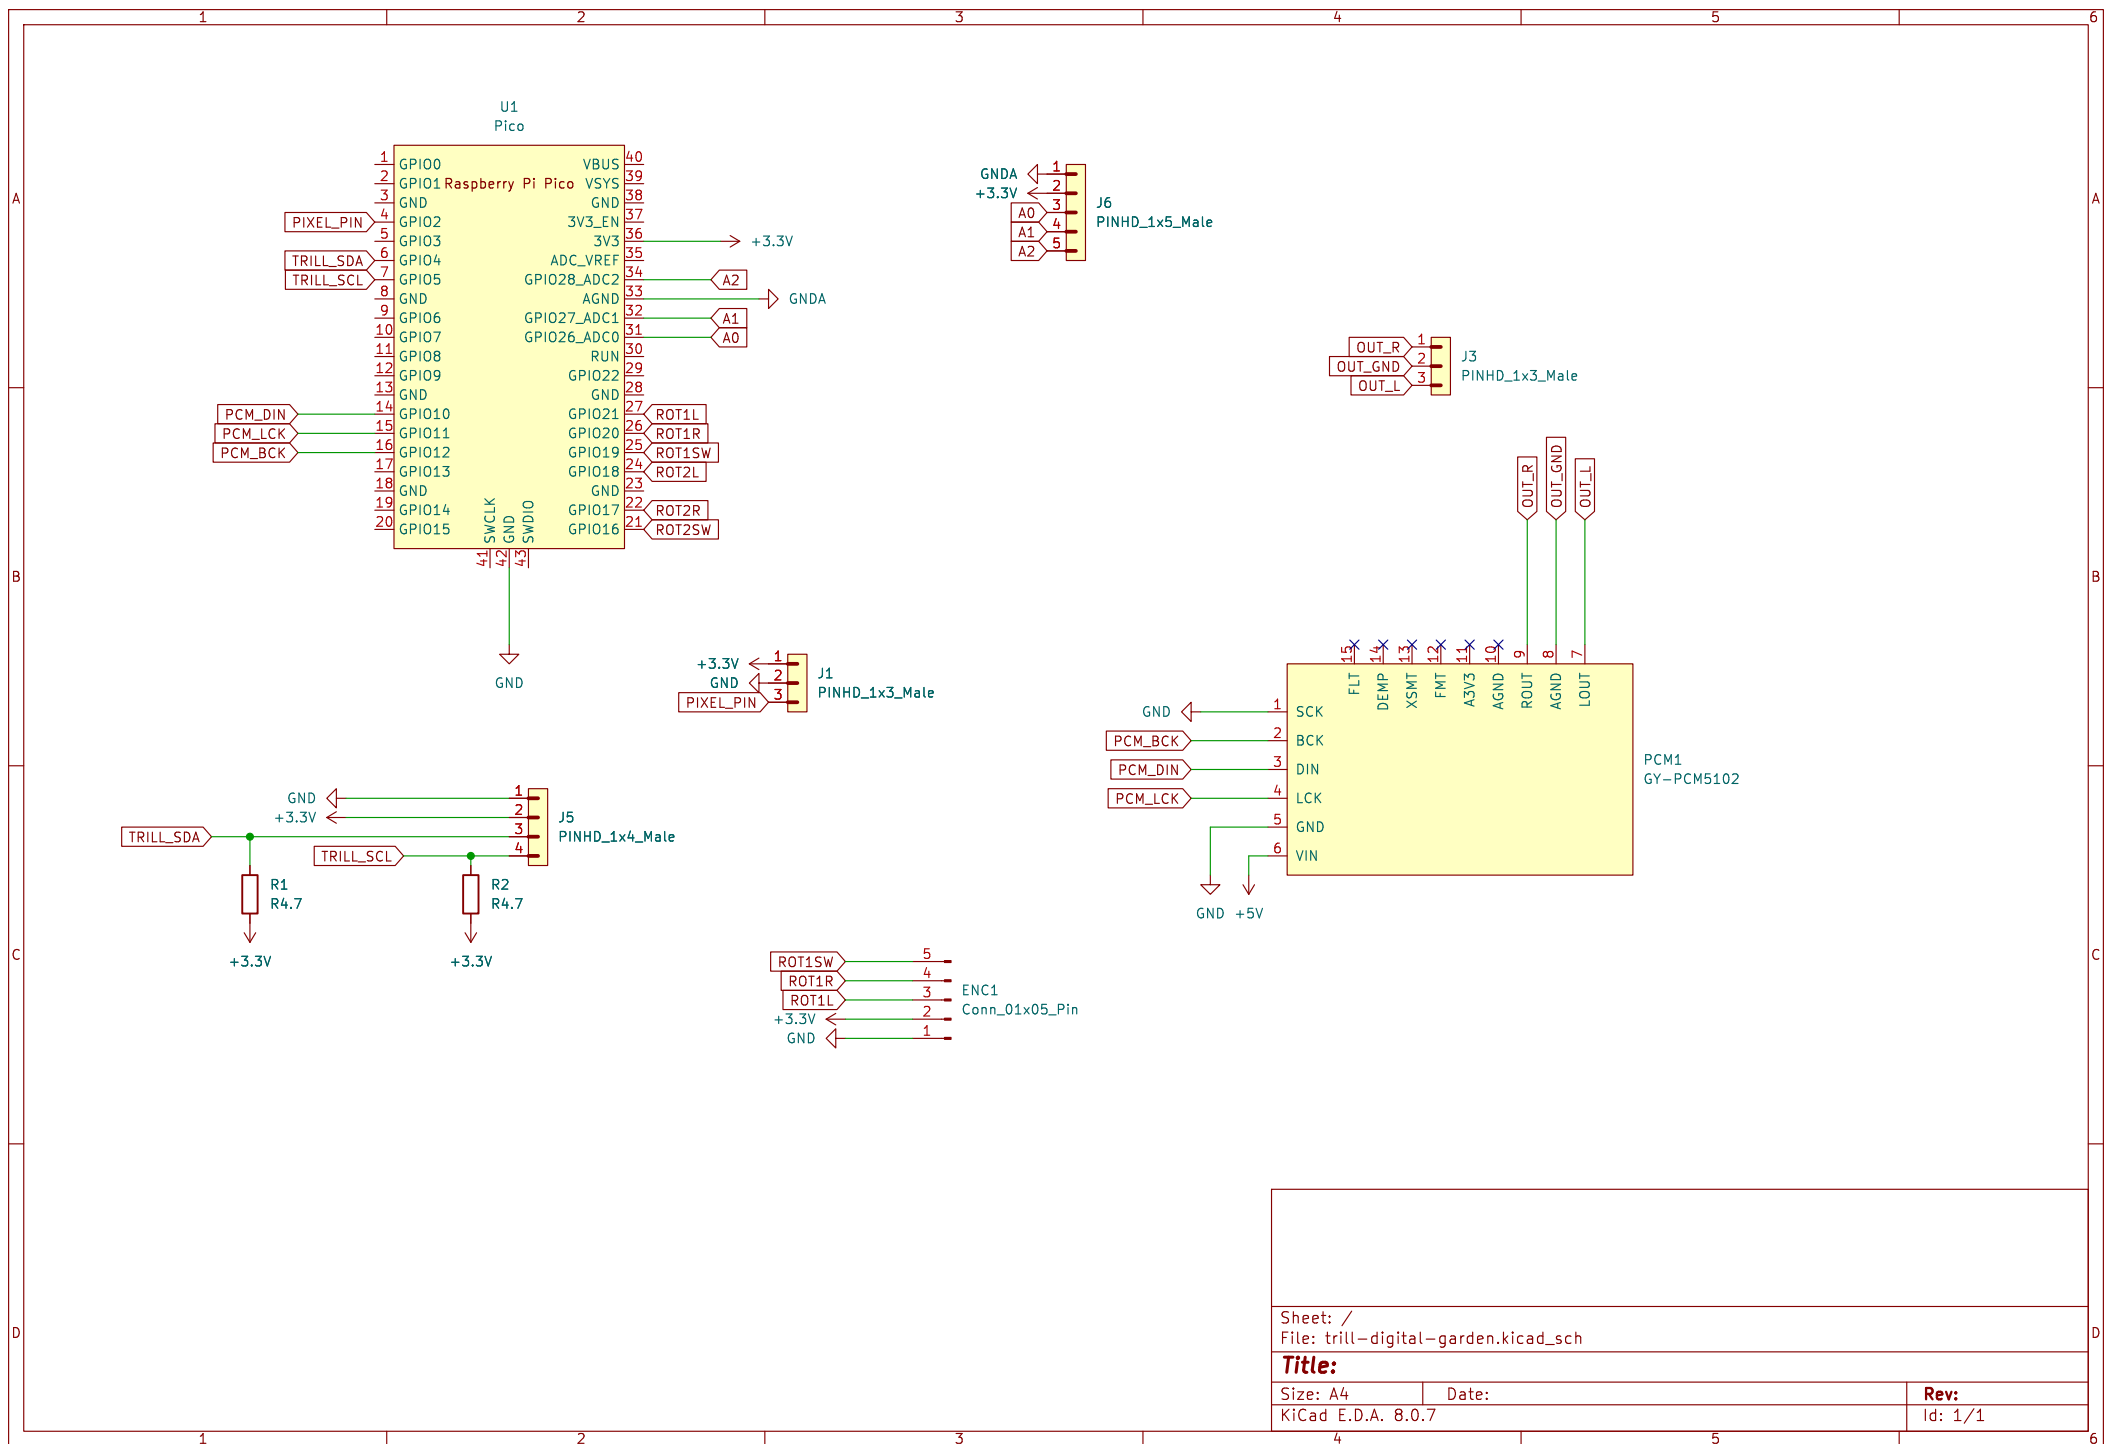 1 2 3 4 5 6
A
B
C
D
A
B
C
D
1 2 3 4 5 6
U1
Pico
Raspberry Pi Pico
1 GPIO0
2 GPIO1
3 GND
PIXEL_PIN 4 GPIO2
5 GPIO3
TRILL_SDA 6 GPIO4
TRILL_SCL 7 GPIO5
8 GND
9 GPIO6
10 GPIO7
11 GPIO8
12 GPIO9
13 GND
PCM_DIN 14 GPIO10
PCM_LCK 15 GPIO11
PCM_BCK 16 GPIO12
17 GPIO13
18 GND
19 GPIO14
20 GPIO15
VBUS 40
VSYS 39
GND 38
3V3_EN 37
3V3 36 +3.3V
ADC_VREF 35
GPIO28_ADC2 34 A2
AGND 33 GNDA
GPIO27_ADC1 32 A1
GPIO26_ADC0 31 A0
RUN 30
GPIO22 29
GND 28
GPIO21 27 ROT1L
GPIO20 26 ROT1R
GPIO19 25 ROT1SW
GPIO18 24 ROT2L
GND 23
GPIO17 22 ROT2R
GPIO16 21 ROT2SW
SWCLK 41
GND 42
SWDIO 43
GND
GNDA 1
+3.3V 2
A0 3
A1 4
A2 5
J6
PINHD_1x5_Male
OUT_R 1
OUT_GND 2
OUT_L 3
J3
PINHD_1x3_Male
+3.3V 1
GND 2
PIXEL_PIN 3
J1
PINHD_1x3_Male
GND 1
+3.3V 2
TRILL_SDA 3
TRILL_SCL 4
J5
PINHD_1x4_Male
R1
R4.7
+3.3V
R2
R4.7
+3.3V
ROT1SW 5
ROT1R 4
ROT1L 3
+3.3V 2
GND 1
ENC1
Conn_01x05_Pin
OUT_R
OUT_GND
OUT_L
15 FLT
14 DEMP
13 XSMT
12 FMT
11 A3V3
10 AGND
9 ROUT
8 AGND
7 LOUT
GND 1 SCK
PCM_BCK 2 BCK
PCM_DIN 3 DIN
PCM_LCK 4 LCK
5 GND
6 VIN
GND +5V
PCM1
GY-PCM5102
Sheet: /
File: trill-digital-garden.kicad_sch
Title:
Size: A4 Date: Rev:
KiCad E.D.A. 8.0.7 Id: 1/1